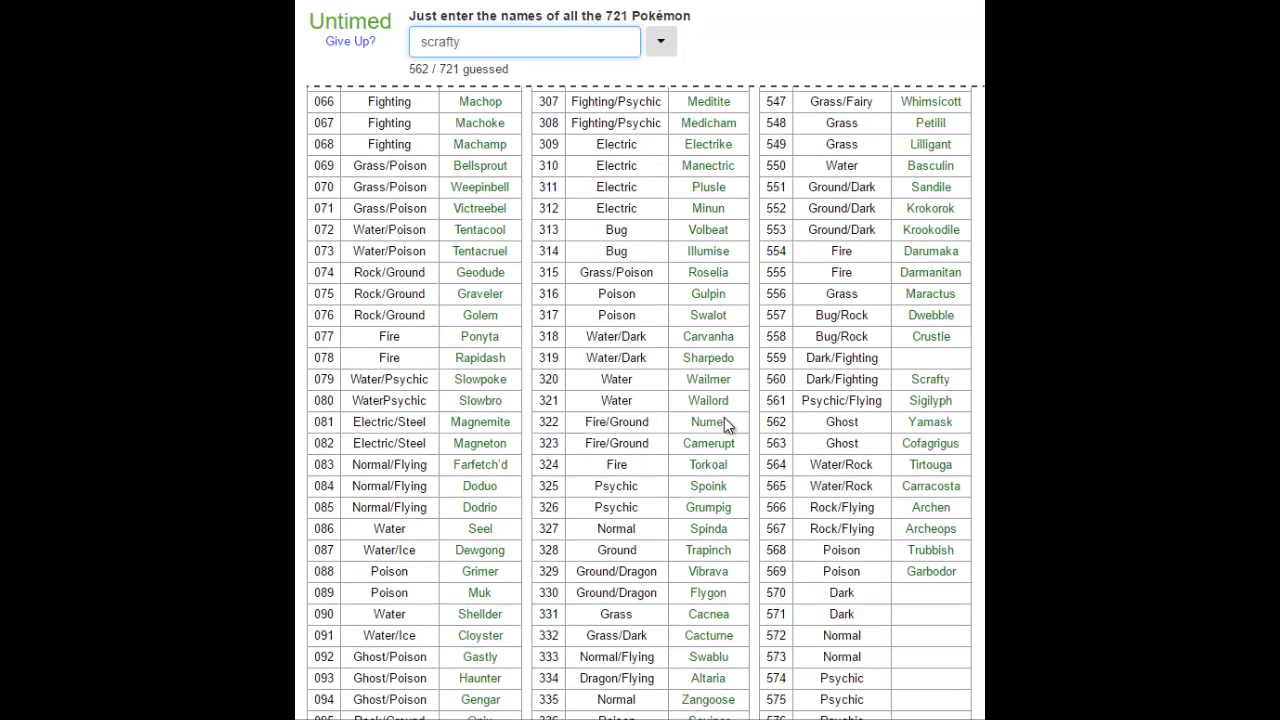 Untimed
Give Up?
Just enter the names of all the 721 Pokémon
scrafty
562 / 721 guessed
066 Fighting Machop 307 Fighting/Psychic Meditite 547 Grass/Fairy Whimsicott
067 Fighting Machoke 308 Fighting/Psychic Medicham 548 Grass Petilil
068 Fighting Machamp 309 Electric Electrike 549 Grass Lilligant
069 Grass/Poison Bellsprout 310 Electric Manectric 550 Water Basculin
070 Grass/Poison Weepinbell 311 Electric Plusle 551 Ground/Dark Sandile
071 Grass/Poison Victreebel 312 Electric Minun 552 Ground/Dark Krokorok
072 Water/Poison Tentacool 313 Bug Volbeat 553 Ground/Dark Krookodile
073 Water/Poison Tentacruel 314 Bug Illumise 554 Fire Darumaka
074 Rock/Ground Geodude 315 Grass/Poison Roselia 555 Fire Darmanitan
075 Rock/Ground Graveler 316 Poison Gulpin 556 Grass Maractus
076 Rock/Ground Golem 317 Poison Swalot 557 Bug/Rock Dwebble
077 Fire Ponyta 318 Water/Dark Carvanha 558 Bug/Rock Crustle
078 Fire Rapidash 319 Water/Dark Sharpedo 559 Dark/Fighting
079 Water/Psychic Slowpoke 320 Water Wailmer 560 Dark/Fighting Scrafty
080 WaterPsychic Slowbro 321 Water Wailord 561 Psychic/Flying Sigilyph
081 Electric/Steel Magnemite 322 Fire/Ground Nume 562 Ghost Yamask
082 Electric/Steel Magneton 323 Fire/Ground Camerupt 563 Ghost Cofagrigus
083 Normal/Flying Farfetch'd 324 Fire Torkoal 564 Water/Rock Tirtouga
084 Normal/Flying Doduo 325 Psychic Spoink 565 Water/Rock Carracosta
085 Normal/Flying Dodrio 326 Psychic Grumpig 566 Rock/Flying Archen
086 Water Seel 327 Normal Spinda 567 Rock/Flying Archeops
087 Water/Ice Dewgong 328 Ground Trapinch 568 Poison Trubbish
088 Poison Grimer 329 Ground/Dragon Vibrava 569 Poison Garbodor
089 Poison Muk 330 Ground/Dragon Flygon 570 Dark
090 Water Shellder 331 Grass Cacnea 571 Dark
091 Water/Ice Cloyster 332 Grass/Dark Cacturne 572 Normal
092 Ghost/Poison Gastly 333 Normal/Flying Swablu 573 Normal
093 Ghost/Poison Haunter 334 Dragon/Flying Altaria 574 Psychic
094 Ghost/Poison Gengar 335 Normal Zangoose 575 Psychic